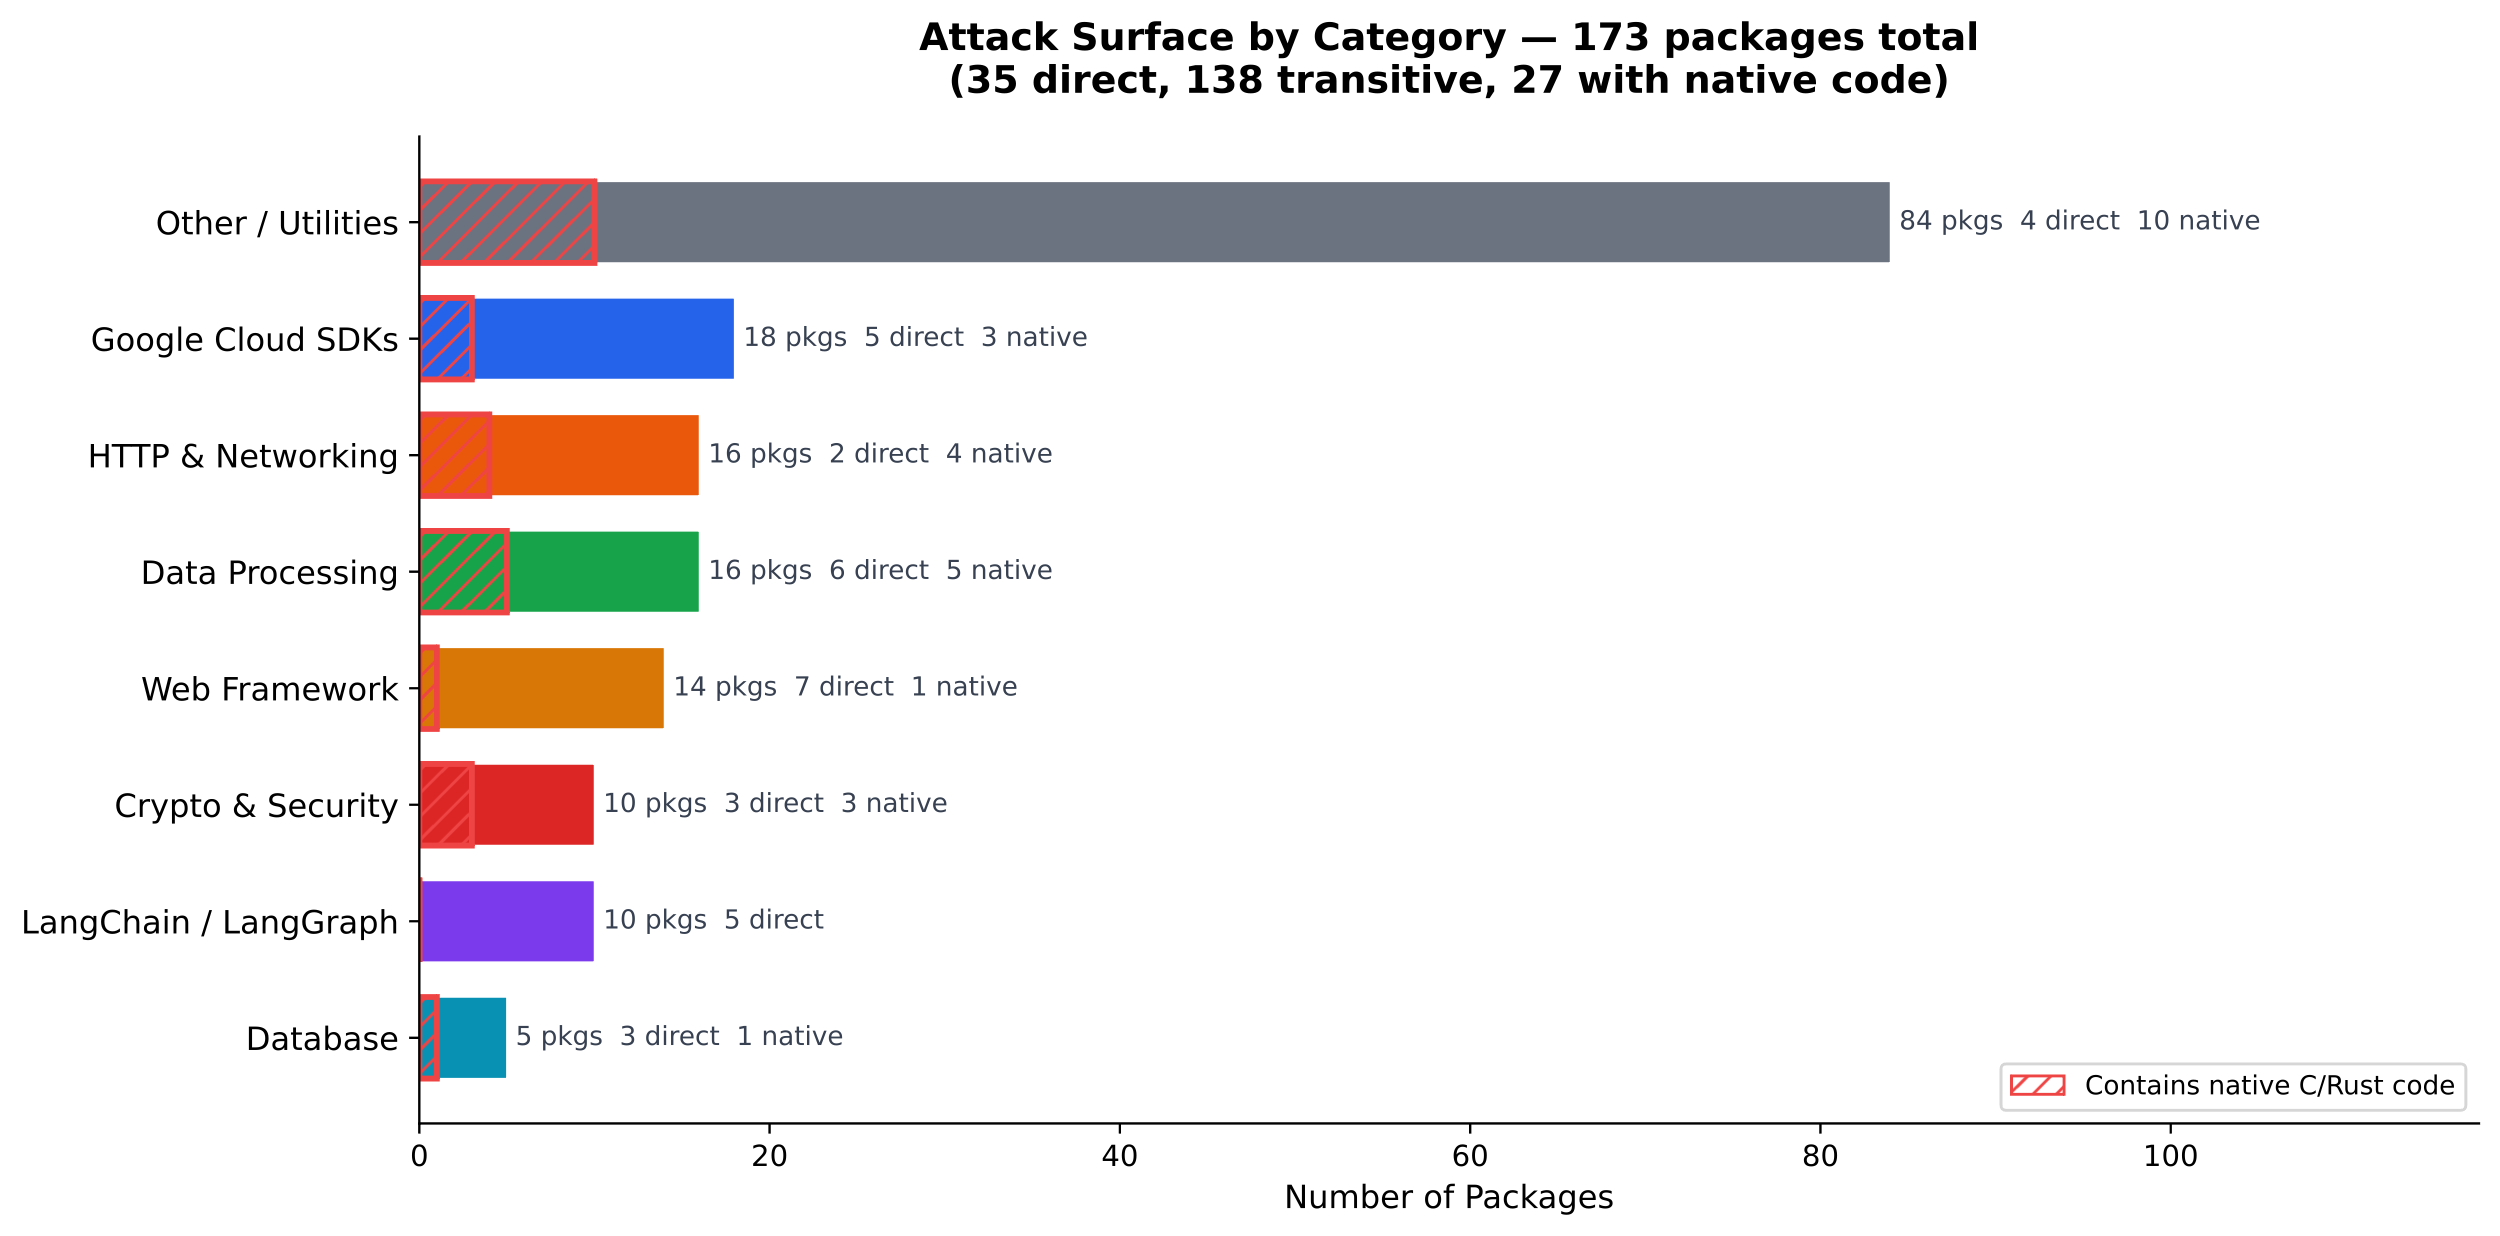 Attack Surface by Category — 173 packages total
(35 direct, 138 transitive, 27 with native code)
Other / Utilities
84 pkgs  4 direct  10 native
Google Cloud SDKs
18 pkgs  5 direct  3 native
HTTP & Networking
16 pkgs  2 direct  4 native
Data Processing
16 pkgs  6 direct  5 native
Web Framework
14 pkgs  7 direct  1 native
Crypto & Security
10 pkgs  3 direct  3 native
LangChain / LangGraph
10 pkgs  5 direct
Database
5 pkgs  3 direct  1 native
Contains native C/Rust code
0 20 40 60 80 100
Number of Packages